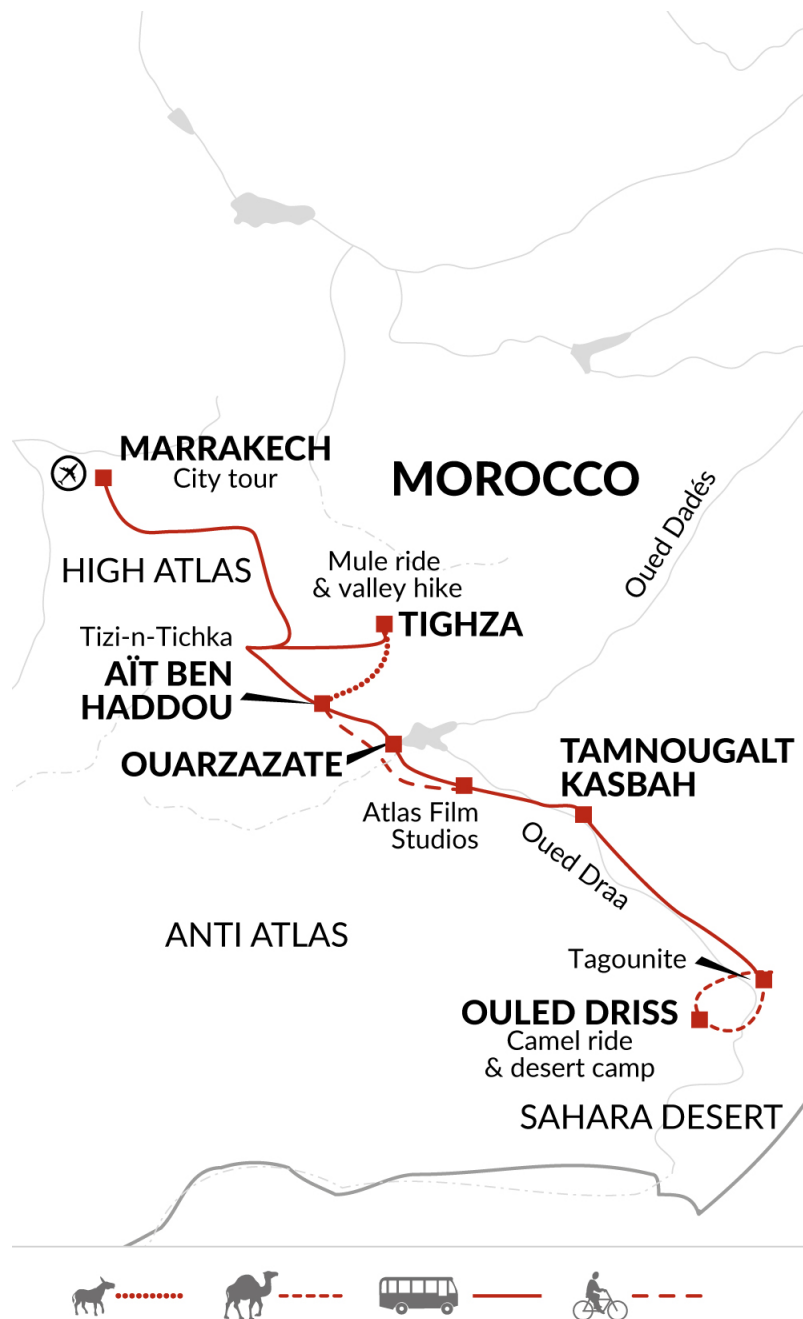 MARRAKECH
City tour
MOROCCO
Oued Dadés
HIGH ATLAS
Mule ride
& valley hike
TIGHZA
Tizi-n-Tichka
AÏT BEN
HADDOU
OUARZAZATE
TAMNOUGALT
KASBAH
Atlas Film
Studios
Oued Draa
ANTI ATLAS
Tagounite
OULED DRISS
Camel ride
& desert camp
SAHARA DESERT